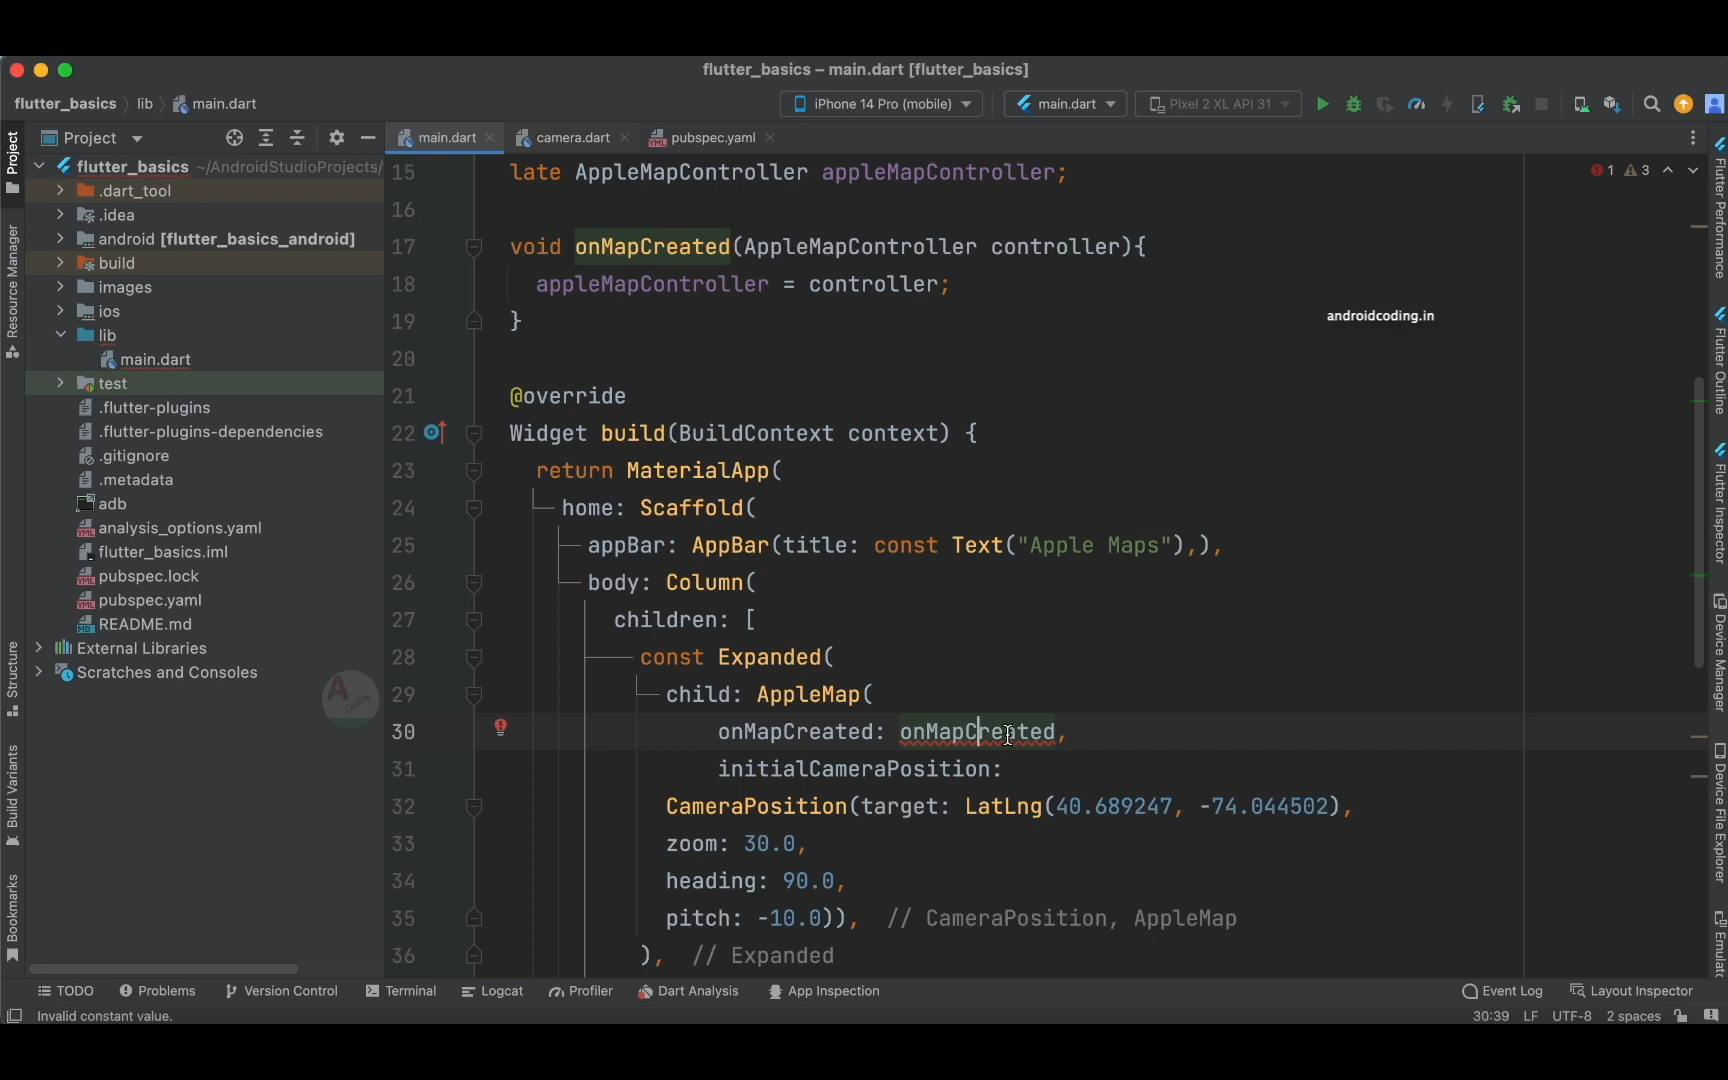 flutter_basics – main.dart [flutter_basics]
flutter_basics lib main.dart
iPhone 14 Pro (mobile) main.dart Pixel 2 XL API 31
Project
main.dart camera.dart pubspec.yaml
flutter_basics ~/AndroidStudioProjects/
.dart_tool
.idea
android [flutter_basics_android]
build
images
ios
lib
main.dart
test
.flutter-plugins
.flutter-plugins-dependencies
.gitignore
.metadata
adb
analysis_options.yaml
flutter_basics.iml
pubspec.lock
pubspec.yaml
README.md
External Libraries
Scratches and Consoles
Project
Resource Manager
Structure
Build Variants
Bookmarks
1 3
15 late AppleMapController appleMapController;
16
17 void onMapCreated(AppleMapController controller){
18 appleMapController = controller;
19 }
androidcoding.in
20
21 @override
22 Widget build(BuildContext context) {
23 return MaterialApp(
24 home: Scaffold(
25 appBar: AppBar(title: const Text("Apple Maps"),),
26 body: Column(
27 children: [
28 const Expanded(
29 child: AppleMap(
30 onMapCreated: onMapCreated,
31 initialCameraPosition:
32 CameraPosition(target: LatLng(40.689247, -74.044502),
33 zoom: 30.0,
34 heading: 90.0,
35 pitch: -10.0)), // CameraPosition, AppleMap
36 ), // Expanded
Flutter Performance
Flutter Outline
Flutter Inspector
Device Manager
Device File Explorer
Emulato
TODO Problems Version Control Terminal Logcat Profiler Dart Analysis App Inspection Event Log Layout Inspector
Invalid constant value. 30:39 LF UTF-8 2 spaces